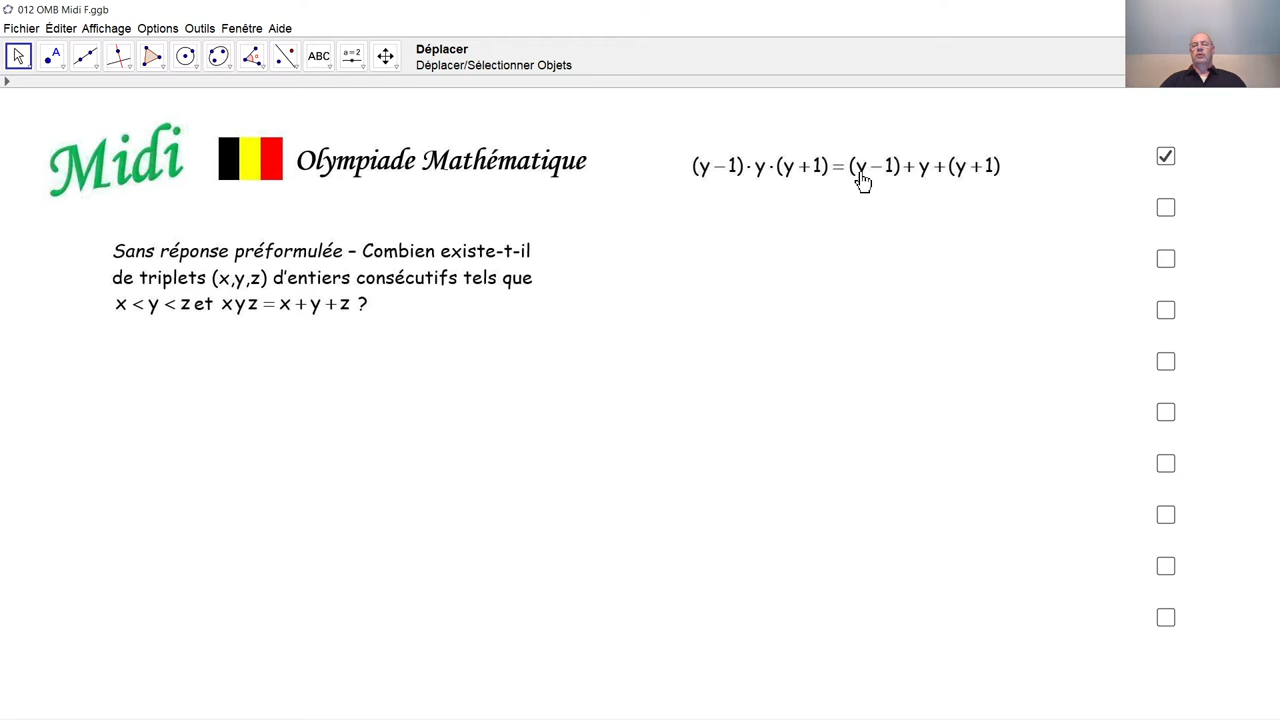 012 OMB Midi F.ggb
Fichier Éditer Affichage Options Outils Fenêtre Aide
A
ABC
a=2
Déplacer
Déplacer/Sélectionner Objets
Midi
Olympiade Mathématique
(y – 1) · y · (y + 1) = (y – 1) + y + (y + 1)
Sans réponse préformulée – Combien existe-t-il
de triplets (x,y,z) d'entiers consécutifs tels que
x < y < z et x y z = x + y + z ?